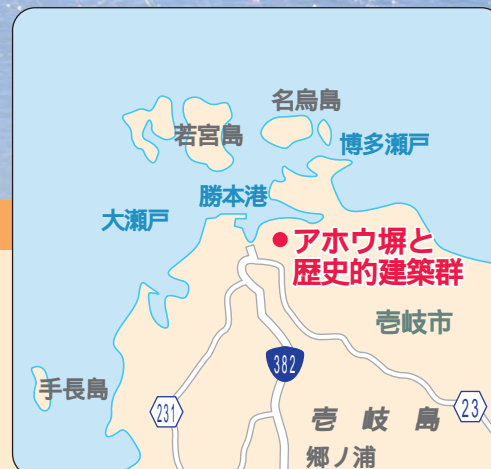 名烏島
若宮島
博多瀬戸
勝本港
大瀬戸
アホウ塀と
歴史的建築群
壱岐市
382
手長島
231
23
壱岐島
郷ノ浦